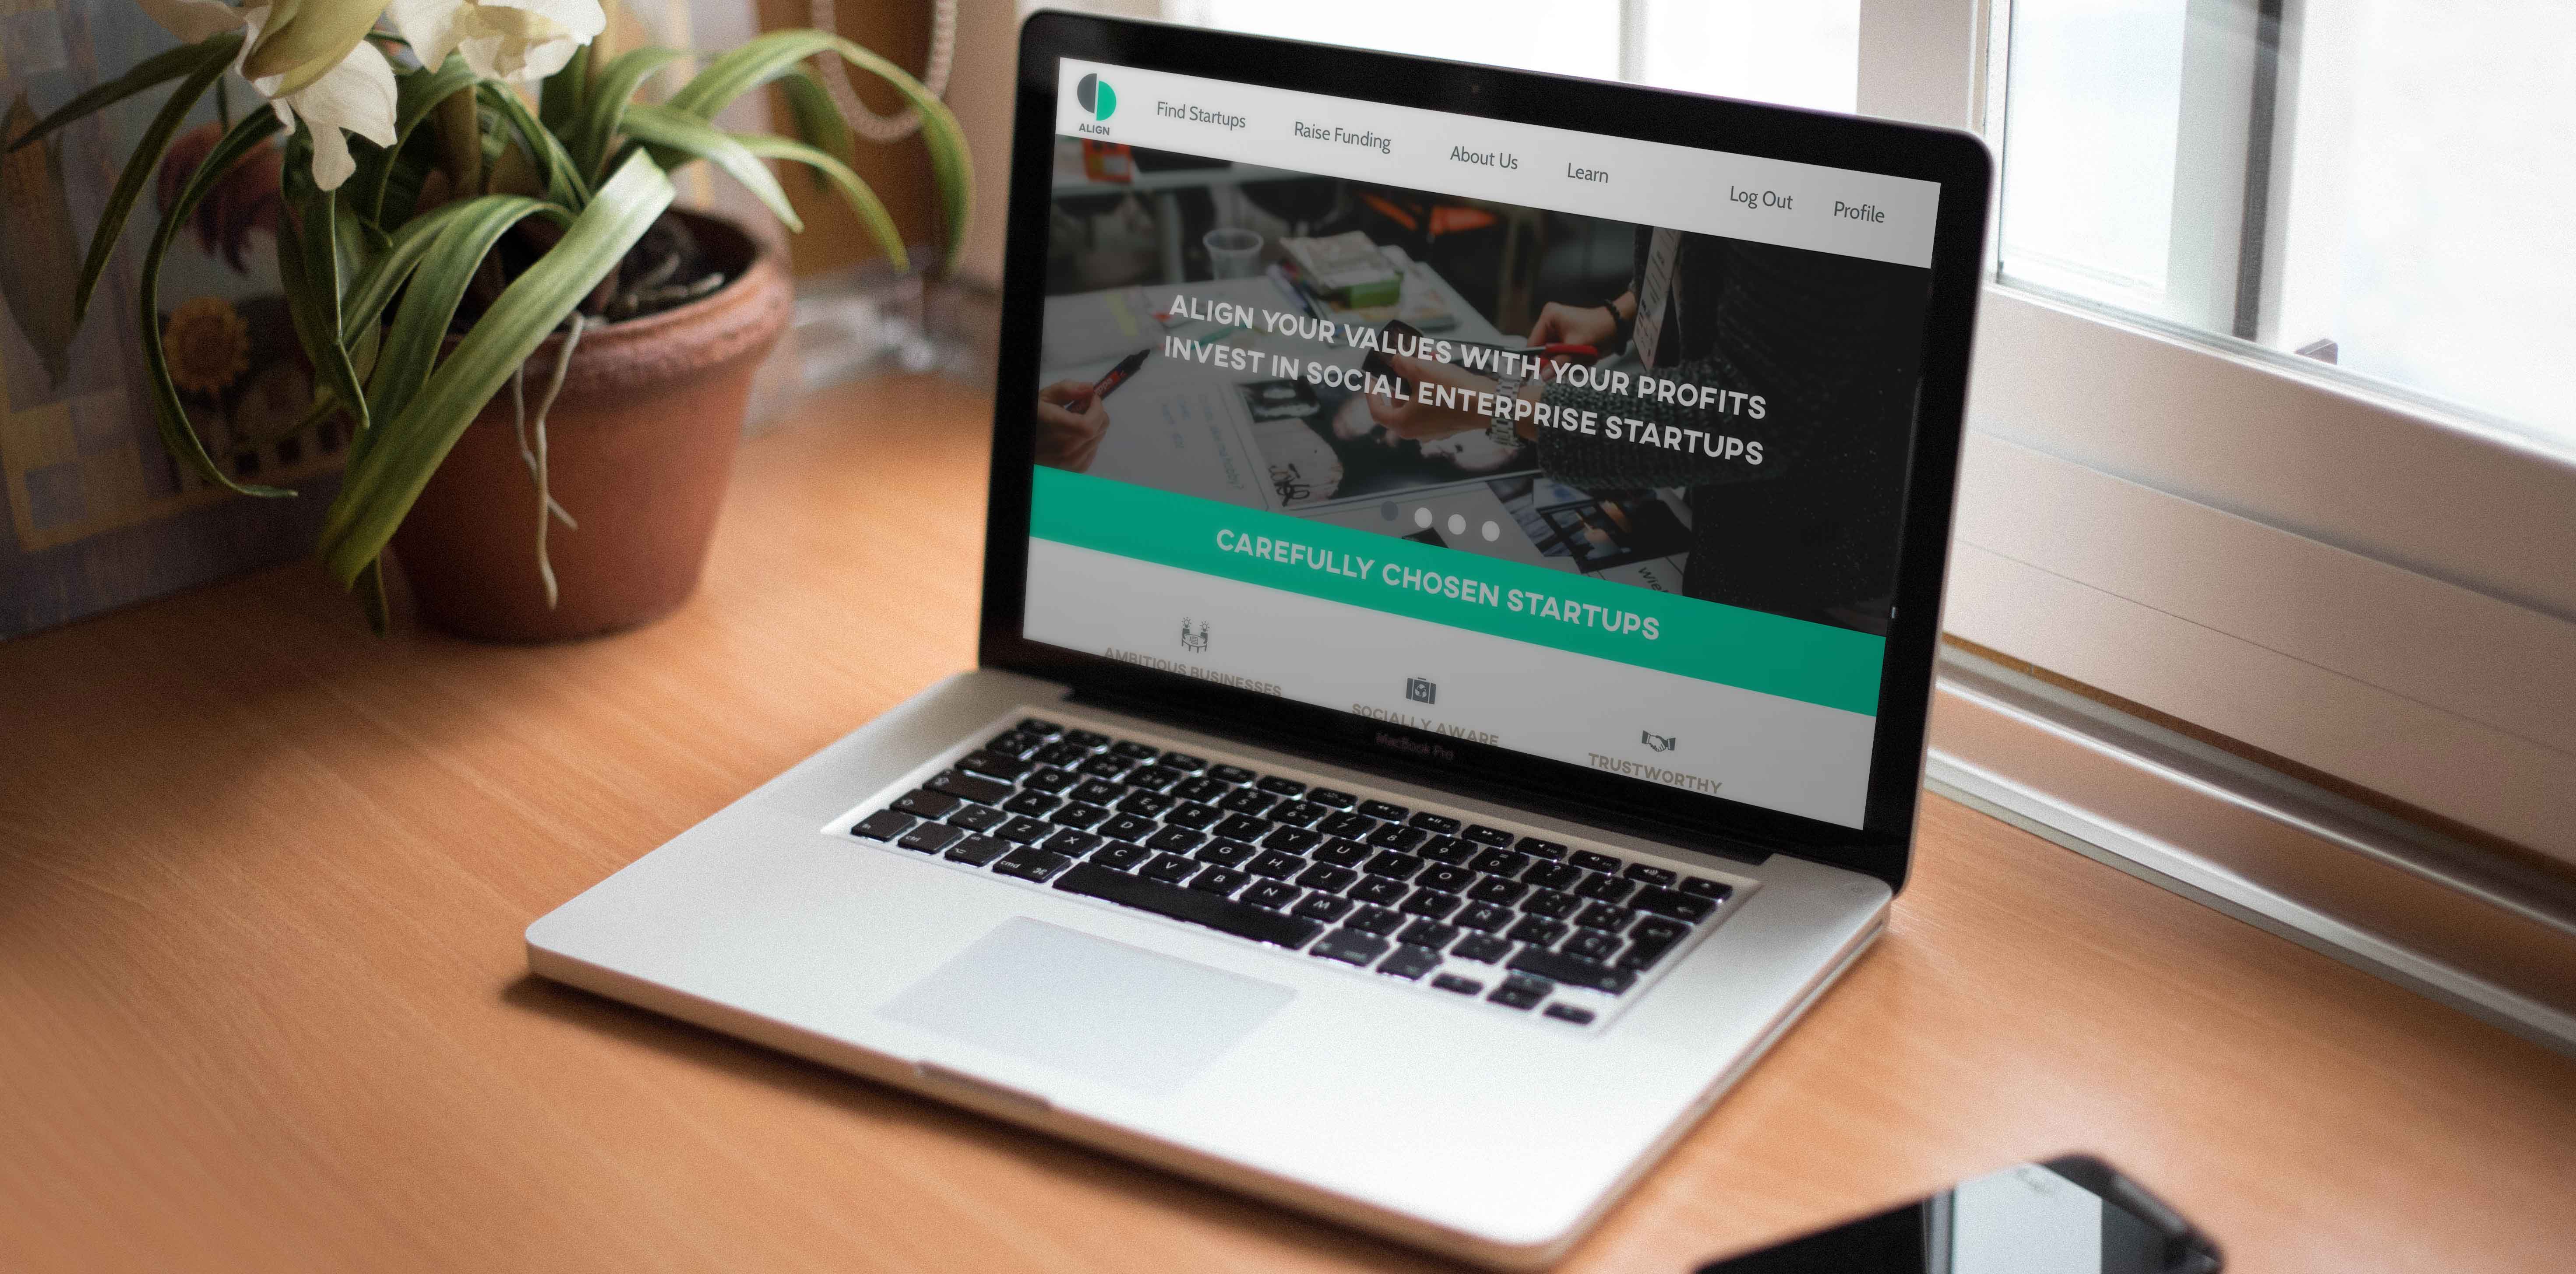 ALIGN
Find Startups
Raise Funding
About Us
Learn
Log Out
Profile
ALIGN YOUR VALUES WITH YOUR PROFITS
INVEST IN SOCIAL ENTERPRISE STARTUPS
CAREFULLY CHOSEN STARTUPS
AMBITIOUS BUSINESSES
SOCIALLY AWARE
TRUSTWORTHY
MacBook Pro
Q W E R T Y U I O P
A S D F G H J K L Ñ
Z X C V B N M
cmd